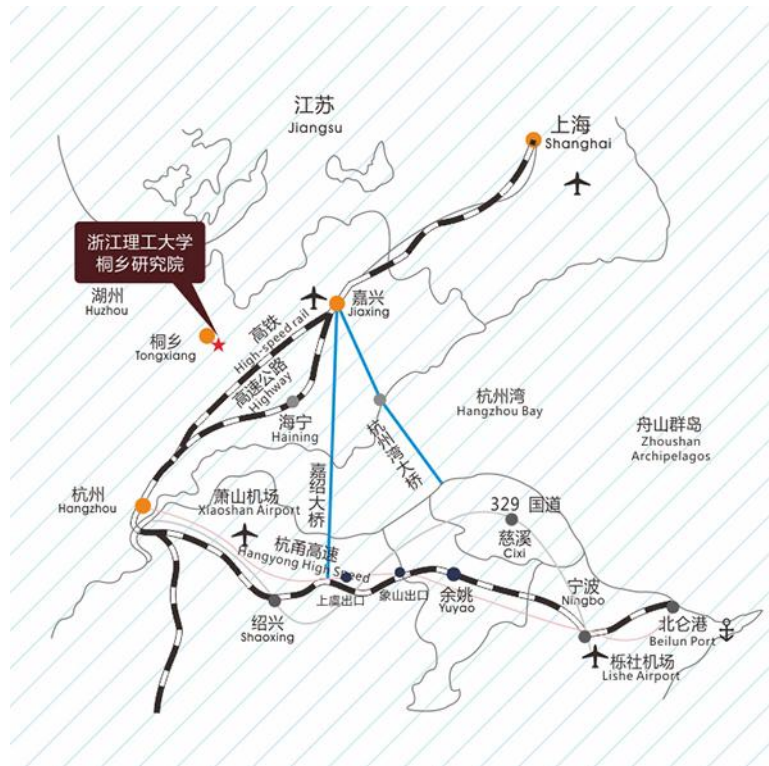 江苏
Jiangsu
上海
Shanghai
浙江理工大学
桐乡研究院
湖州
Huzhou
嘉兴
Jiaxing
桐乡
Tongxiang
高铁
High-speed rail
高速公路
Highway
海宁
Haining
杭州湾
Hangzhou Bay
舟山群岛
Zhoushan
Archipelagos
杭州湾大桥
嘉绍大桥
杭州
Hangzhou
萧山机场
Xiaoshan Airport
329 国道
慈溪
Cixi
杭甬高速
Hangyong High Speed
上虞出口
象山出口
余姚
Yuyao
宁波
Ningbo
绍兴
Shaoxing
北仑港
Beilun Port
栎社机场
Lishe Airport